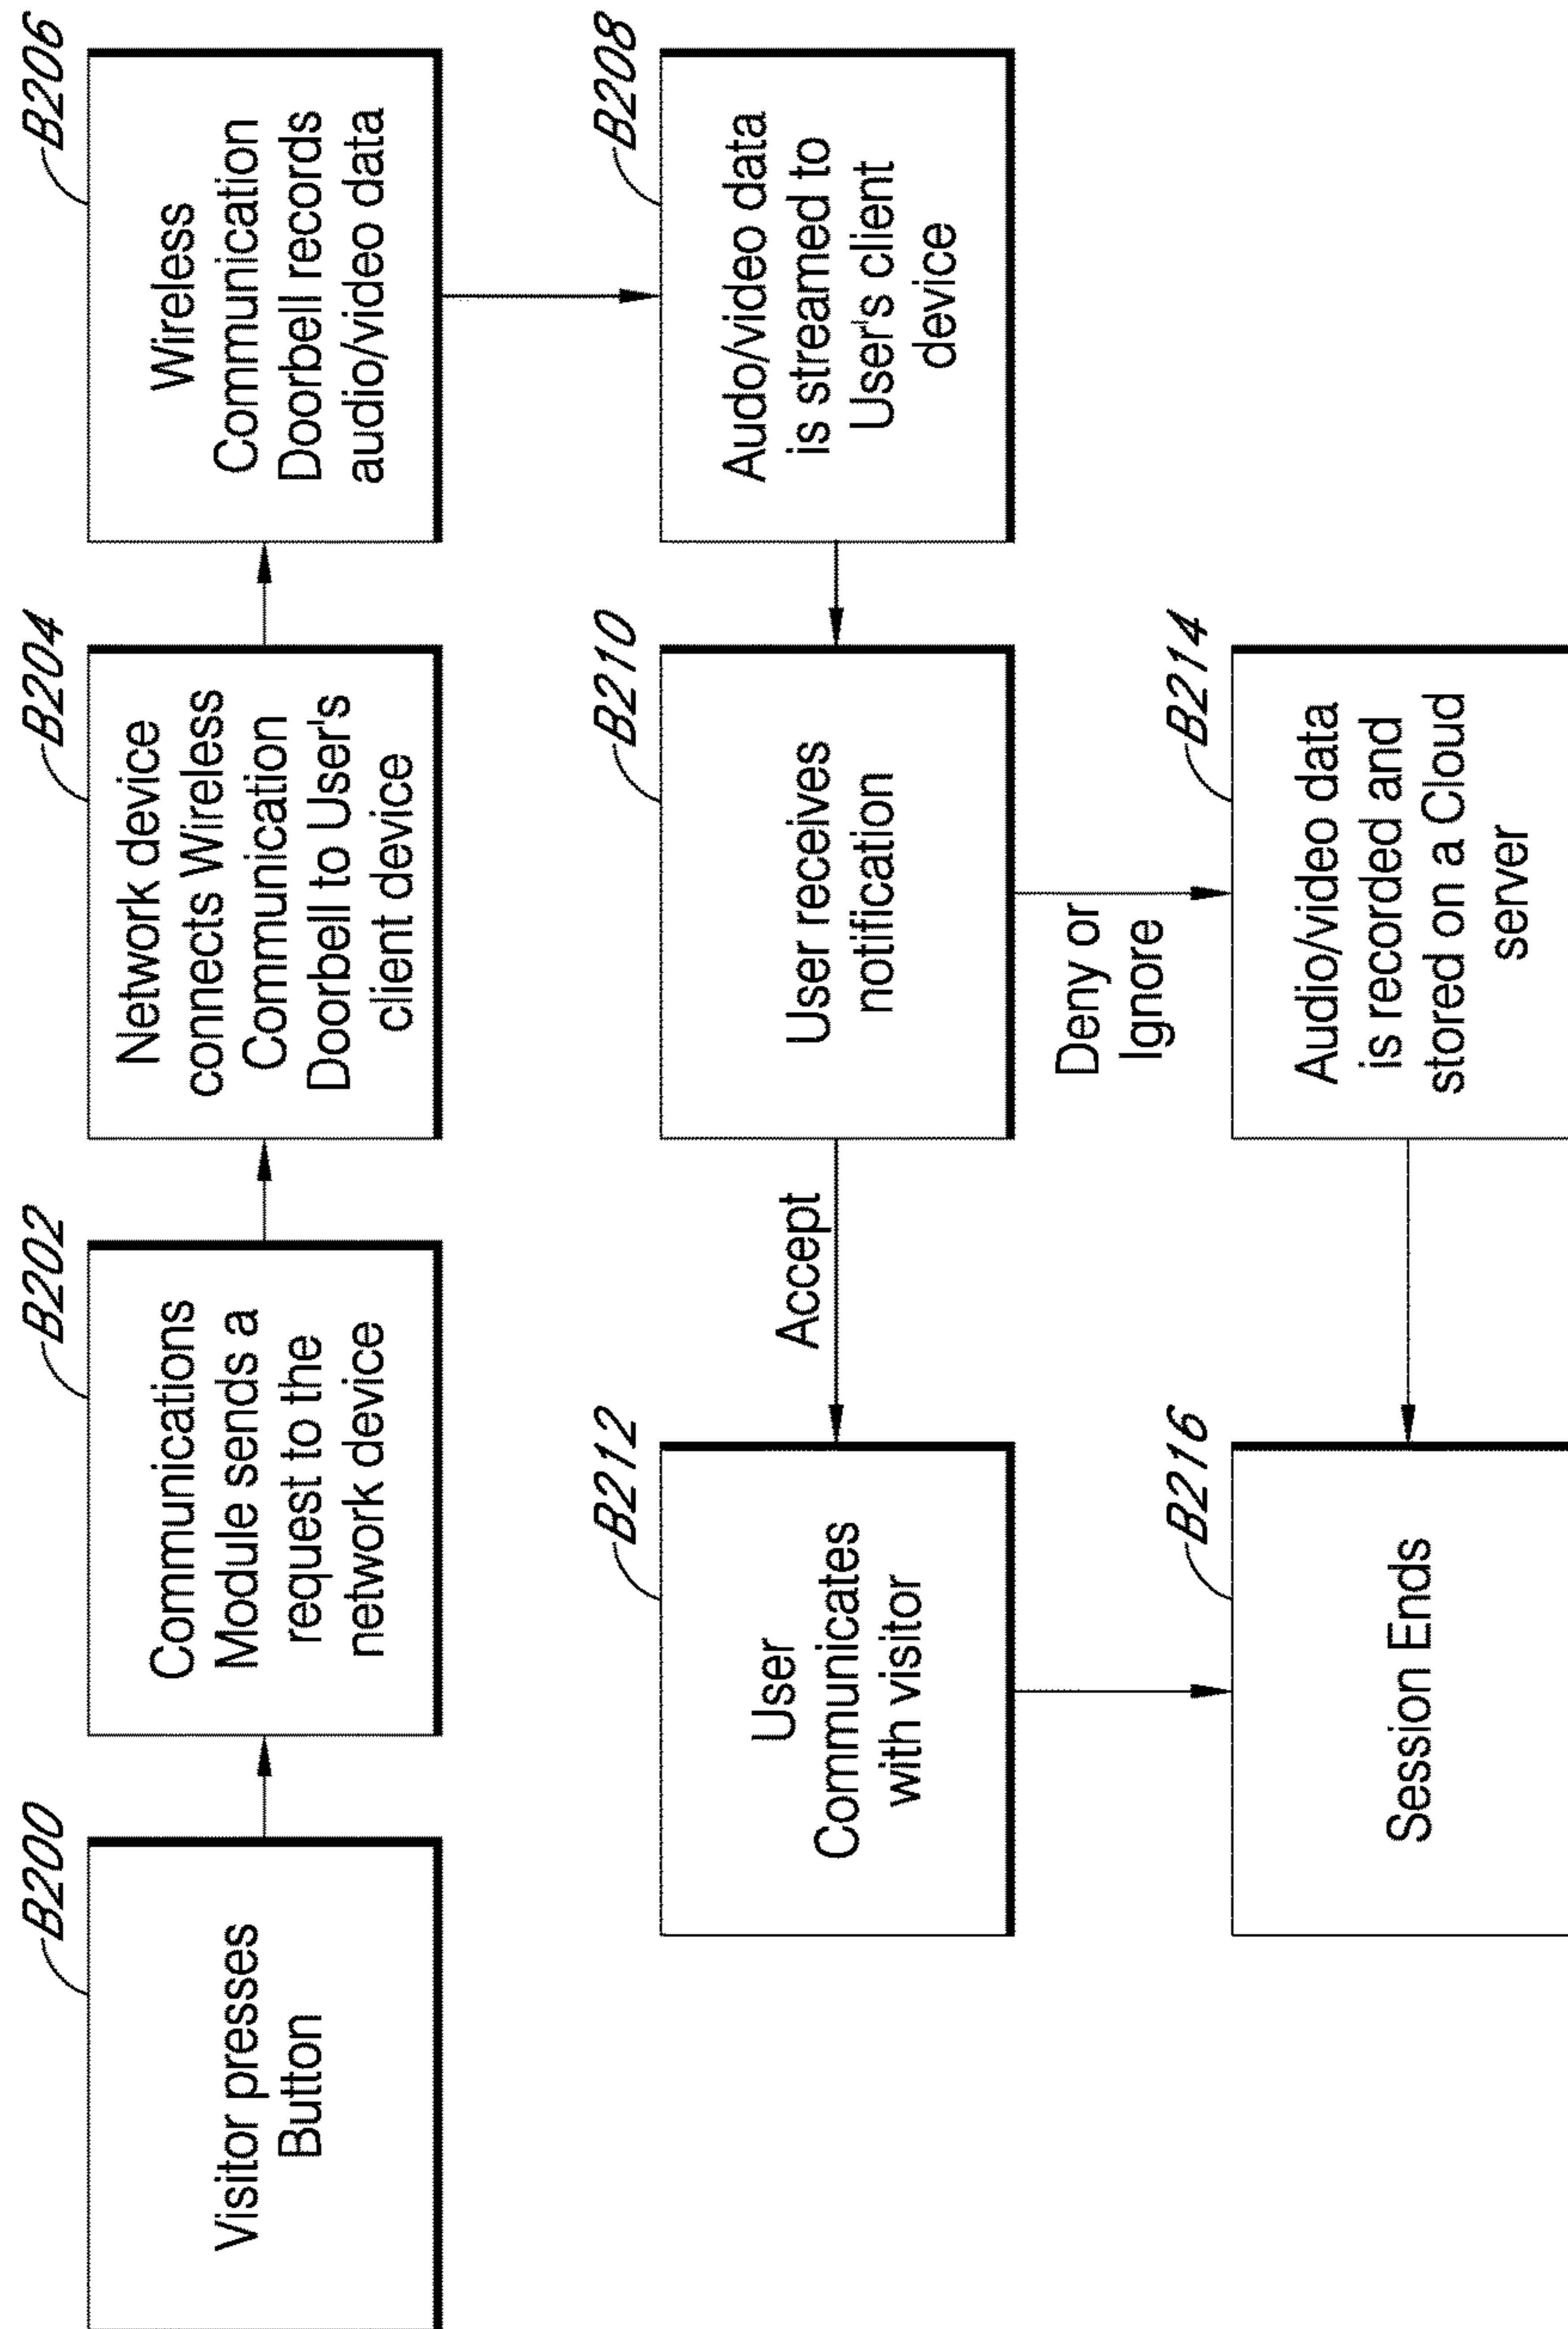 B200
Visitor presses
Button
B202
Communications
Module sends a
request to the
network device
B204
Network device
connects Wireless
Communication
Doorbell to User's
client device
B206
Wireless
Communication
Doorbell records
audio/video data
B208
Audo/video data
is streamed to
User's client
device
B210
User receives
notification
Accept
Deny or
Ignore
B212
User
Communicates
with visitor
B214
Audio/video data
is recorded and
stored on a Cloud
server
B216
Session Ends